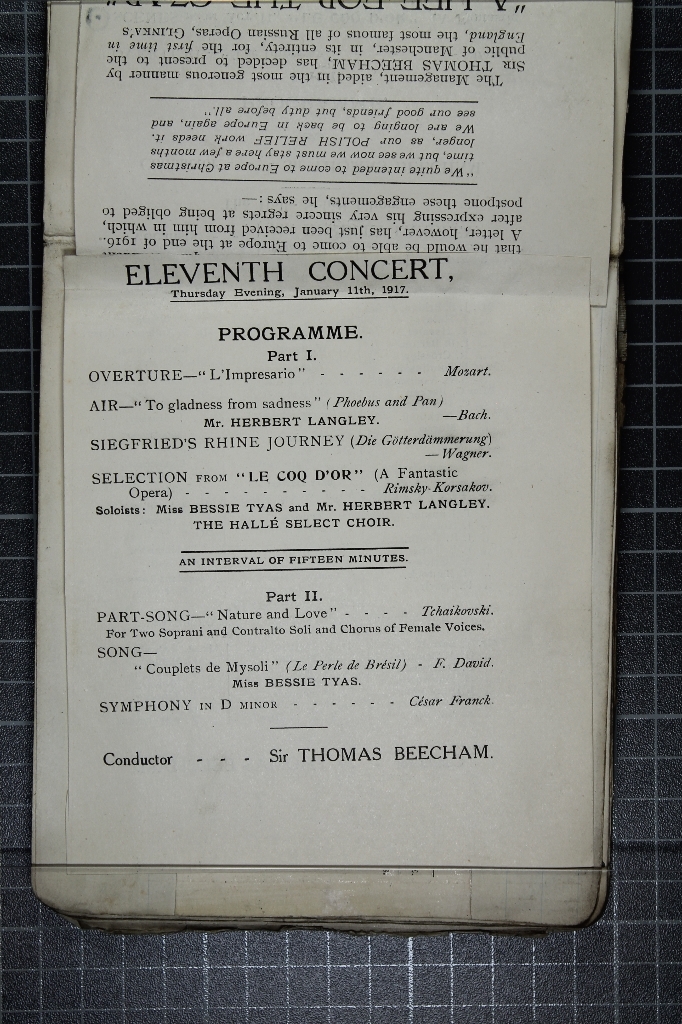 that he would be able to come to Europe at the end of 1916.
A letter, however, has just been received from him in which,
after expressing his very sincere regrets at being obliged to
postpone these engagements, he says :—
"We quite intended to come to Europe at Christmas
time, but we see now we must stay here a few months
longer, as our POLISH RELIEF work needs it.
We are longing to be back in Europe again, and
see our good friends, but duty before all."
The Management, aided in the most generous manner by
SIR THOMAS BEECHAM, has decided to present to the
public of Manchester, in its entirety, for the first time in
England, the most famous of all Russian Operas, GLINKA'S
"A LIFE FOR THE CZAR"
ELEVENTH CONCERT,
Thursday Evening, January 11th, 1917.
PROGRAMME.
Part I.
OVERTURE—"L'Impresario" - - - - - - Mozart.
AIR—"To gladness from sadness" (Phoebus and Pan)
—Bach.
Mr. HERBERT LANGLEY.
SIEGFRIED'S RHINE JOURNEY (Die Götterdämmerung)
—Wagner.
SELECTION FROM "LE COQ D'OR" (A Fantastic
Opera) - - - - - - - - - - Rimsky-Korsakov.
Soloists: Miss BESSIE TYAS and Mr. HERBERT LANGLEY.
THE HALLÉ SELECT CHOIR.
AN INTERVAL OF FIFTEEN MINUTES.
Part II.
PART-SONG—"Nature and Love" - - - - Tchaikovski.
For Two Soprani and Contralto Soli and Chorus of Female Voices.
SONG—
"Couplets de Mysoli" (Le Perle de Brésil) - F. David.
Miss BESSIE TYAS.
SYMPHONY IN D MINOR - - - - - - César Franck.
Conductor - - - Sir THOMAS BEECHAM.